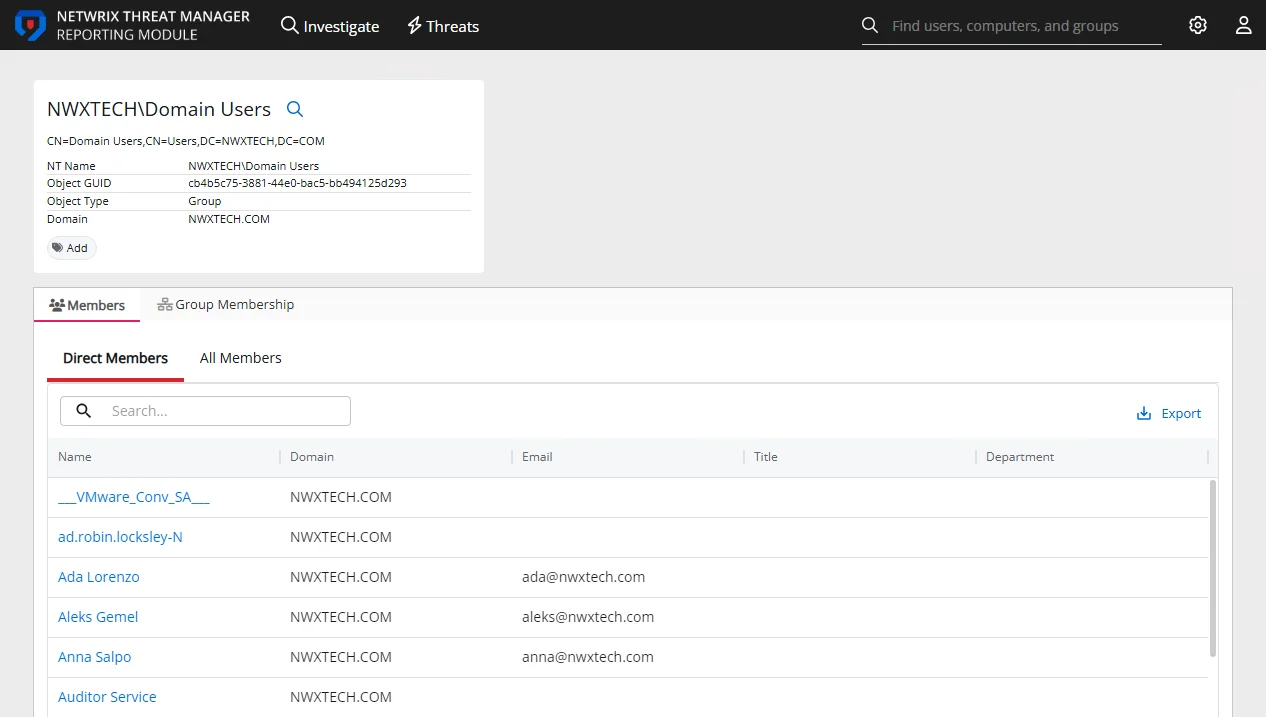 NETWRIX THREAT MANAGER
REPORTING MODULE
Investigate
Threats
Find users, computers, and groups
NWXTECH\Domain Users
CN=Domain Users,CN=Users,DC=NWXTECH,DC=COM
NT Name NWXTECH\Domain Users
Object GUID cb4b5c75-3881-44e0-bac5-bb494125d293
Object Type Group
Domain NWXTECH.COM
Add
Members Group Membership
Direct Members All Members
Search...
Export
Name Domain Email Title Department
___VMware_Conv_SA___ NWXTECH.COM
ad.robin.locksley-N NWXTECH.COM
Ada Lorenzo NWXTECH.COM ada@nwxtech.com
Aleks Gemel NWXTECH.COM aleks@nwxtech.com
Anna Salpo NWXTECH.COM anna@nwxtech.com
Auditor Service NWXTECH.COM